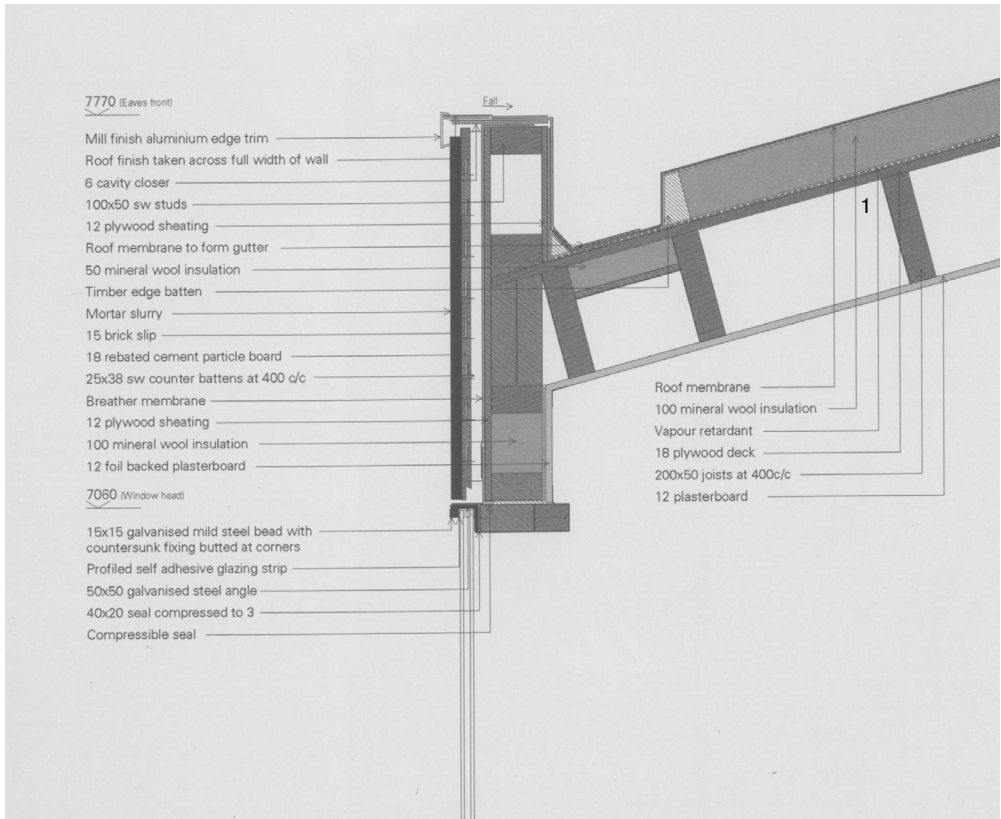 7770 (Eaves front)
Mill finish aluminium edge trim
Roof finish taken across full width of wall
6 cavity closer
100x50 sw studs
12 plywood sheating
Roof membrane to form gutter
50 mineral wool insulation
Timber edge batten
Mortar slurry
15 brick slip
18 rebated cement particle board
25x38 sw counter battens at 400 c/c
Breather membrane
12 plywood sheating
100 mineral wool insulation
12 foil backed plasterboard
7060 (Window head)
15x15 galvanised mild steel bead with
countersunk fixing butted at corners
Profiled self adhesive glazing strip
50x50 galvanised steel angle
40x20 seal compressed to 3
Compressible seal
Fall
1
Roof membrane
100 mineral wool insulation
Vapour retardant
18 plywood deck
200x50 joists at 400c/c
12 plasterboard